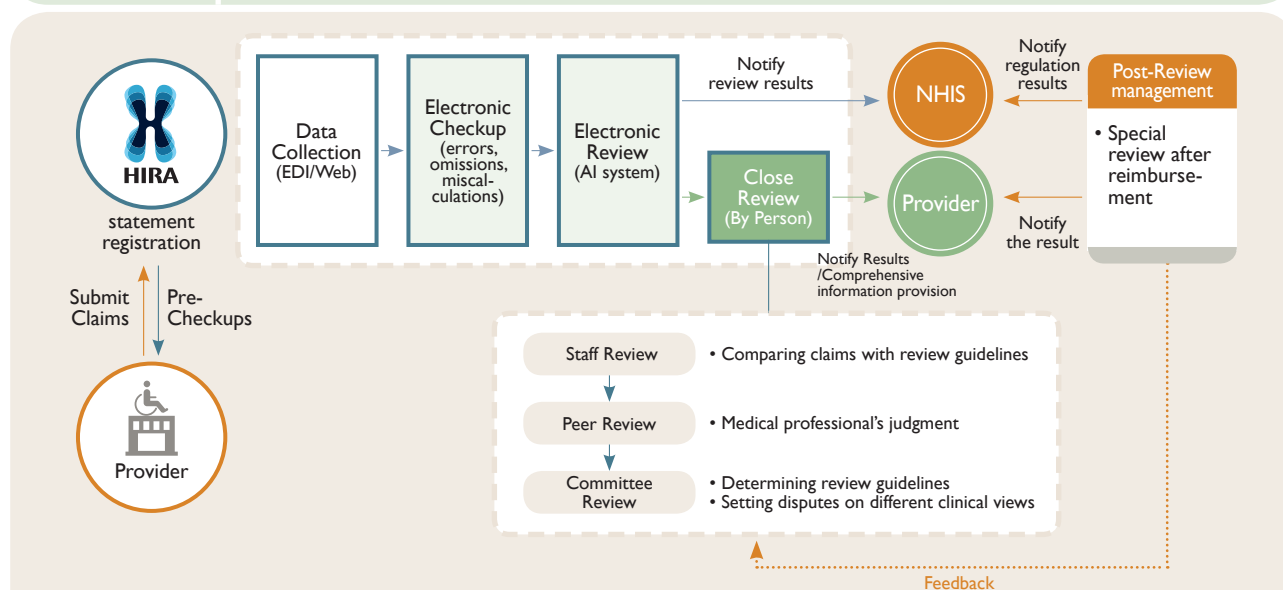 HIRA
statement
registration
Submit
Claims
Pre-
Checkups
Provider
Data
Collection
(EDI/Web)
Electronic
Checkup
(errors,
omissions,
miscal-
culations)
Electronic
Review
(AI system)
Notify
review results
Close
Review
(By Person)
Notify Results
/Comprehensive
information provision
NHIS
Provider
Notify
regulation
results
Notify
the result
Post-Review
management
• Special
review after
reimburse-
ment
Staff Review
• Comparing claims with review guidelines
Peer Review
• Medical professional's judgment
Committee
Review
• Determining review guidelines
• Setting disputes on different clinical views
Feedback